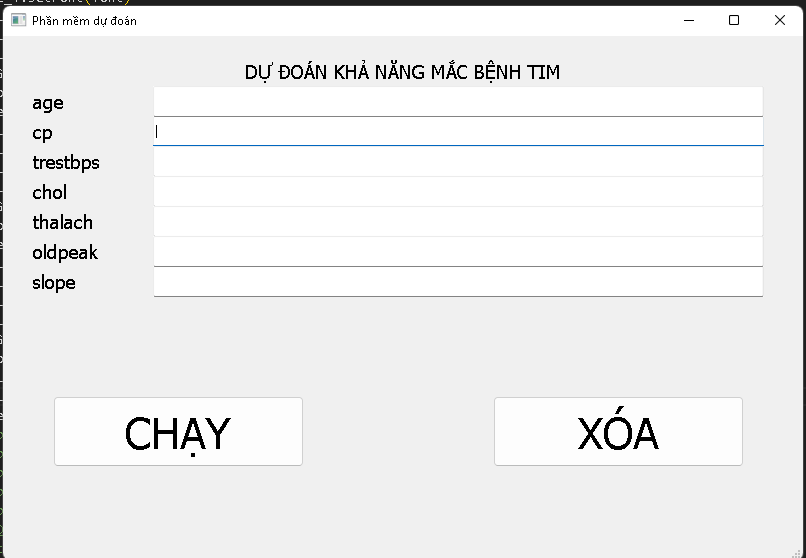 Phần mềm dự đoán
DỰ ĐOÁN KHẢ NĂNG MẮC BỆNH TIM
age
cp
trestbps
chol
thalach
oldpeak
slope
CHẠY
XÓA